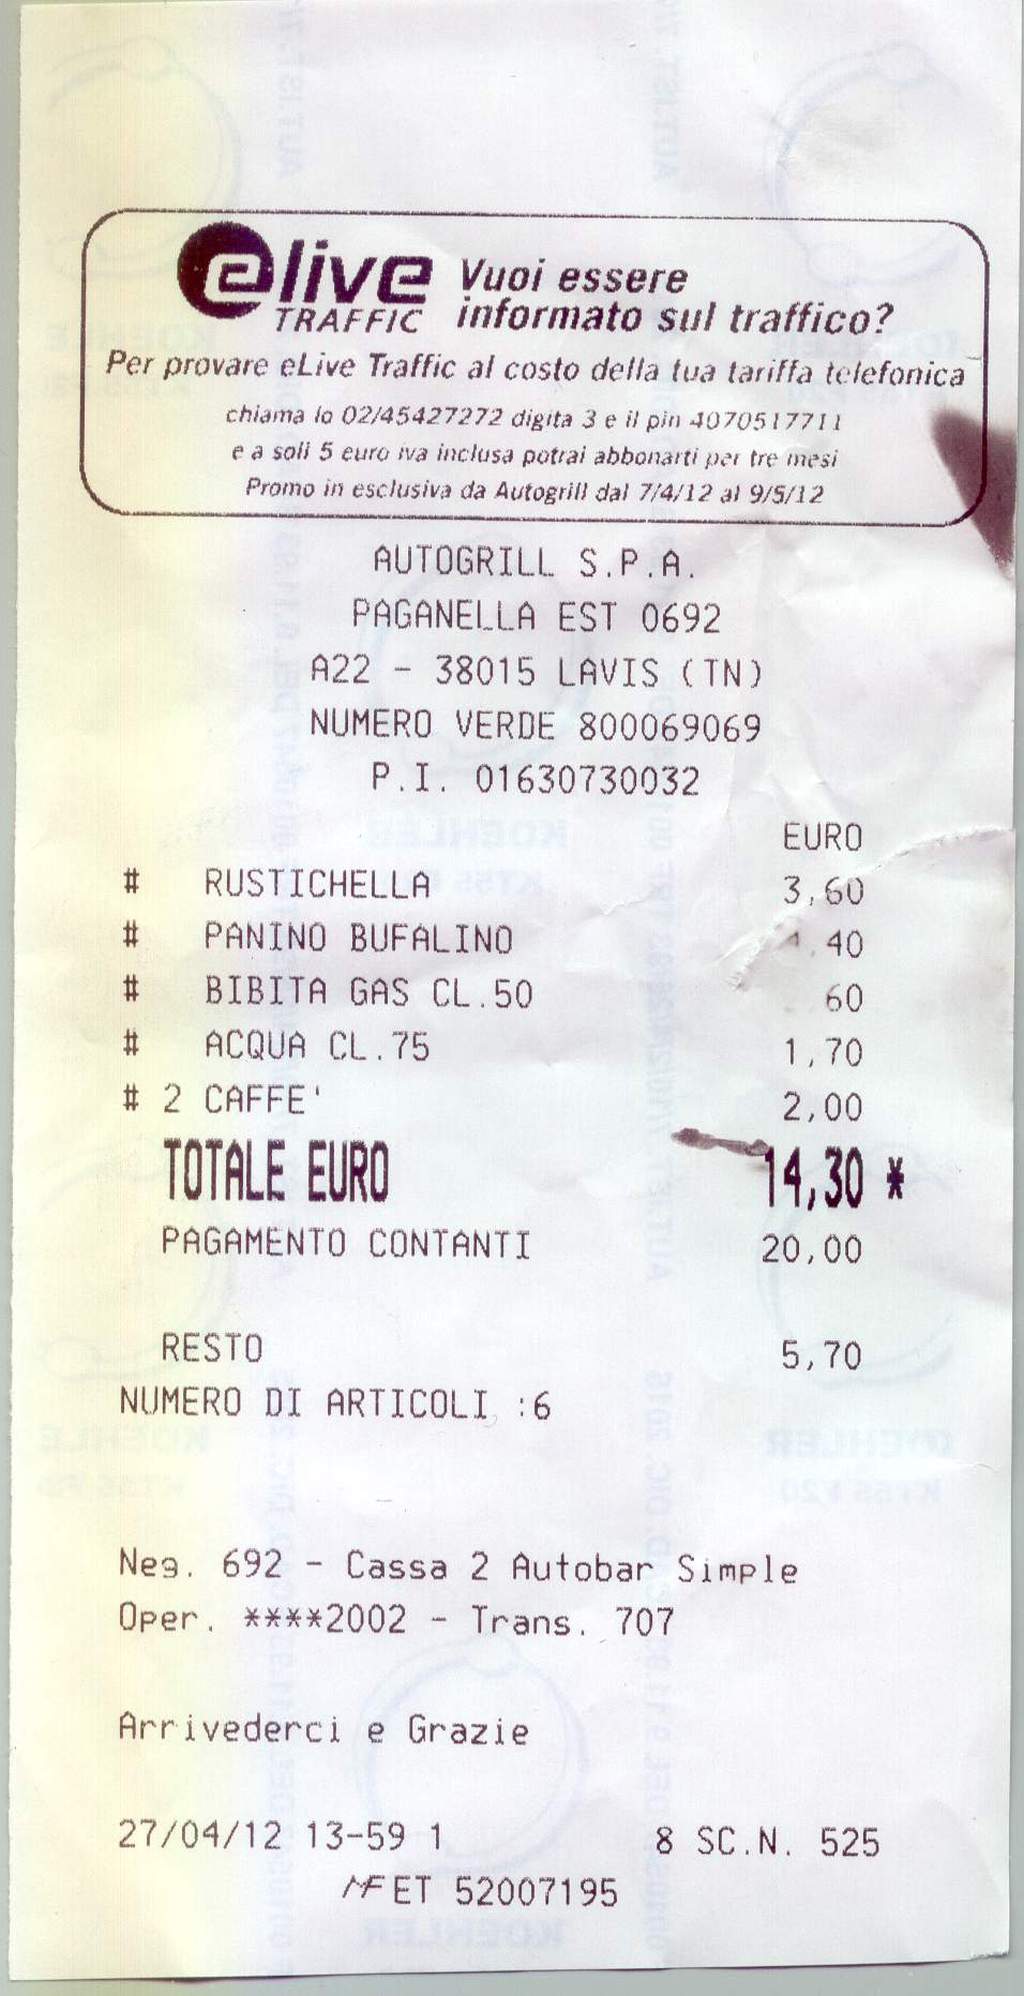 elive TRAFFIC
Vuoi essere
informato sul traffico?
Per provare eLive Traffic al costo della tua tariffa telefonica
chiama lo 02/45427272 digita 3 e il pin 4070517711
e a soli 5 euro iva inclusa potrai abbonarti per tre mesi
Promo in esclusiva da Autogrill dal 7/4/12 al 9/5/12
AUTOGRILL S.P.A.
PAGANELLA EST 0692
A22 - 38015 LAVIS (TN)
NUMERO VERDE 800069069
P.I. 01630730032
EURO
# RUSTICHELLA 3,60
# PANINO BUFALINO 4,40
# BIBITA GAS CL.50 60
# ACQUA CL.75 1,70
# 2 CAFFE' 2,00
TOTALE EURO 14,30 *
PAGAMENTO CONTANTI 20,00
RESTO 5,70
NUMERO DI ARTICOLI :6
Neg. 692 - Cassa 2 Autobar Simple
Oper. ****2002 - Trans. 707
Arrivederci e Grazie
27/04/12 13-59 1 8 SC.N. 525
MF ET 52007195